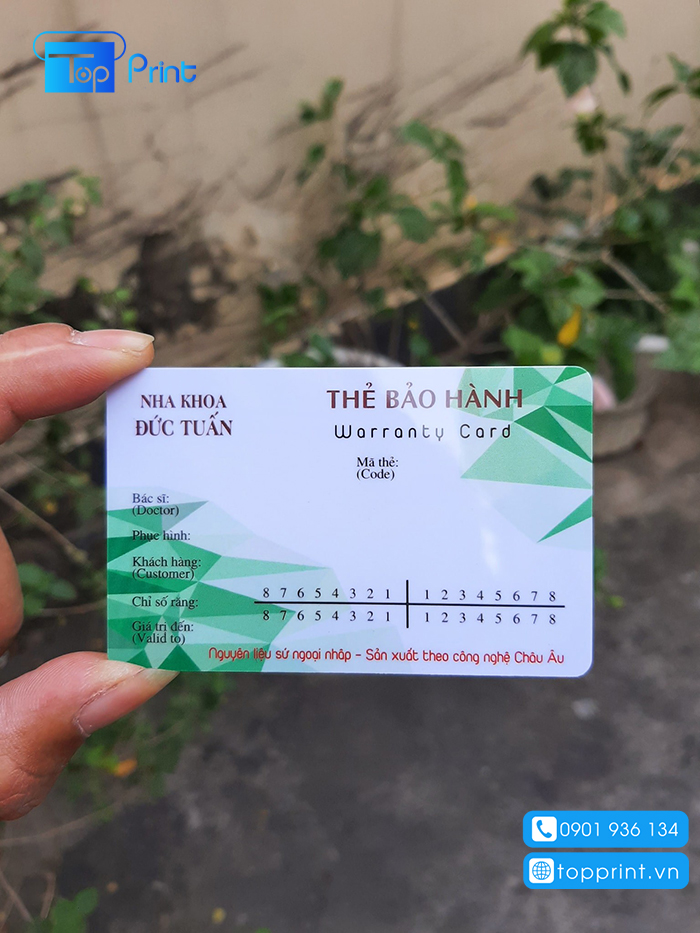 Top Print
NHA KHOA
ĐỨC TUẤN
THẺ BẢO HÀNH
Warranty Card
Mã thẻ:
(Code)
Bác sĩ:
(Doctor)
Phục hình:
Khách hàng:
(Customer)
Chỉ số răng:
8 7 6 5 4 3 2 1 1 2 3 4 5 6 7 8
8 7 6 5 4 3 2 1 1 2 3 4 5 6 7 8
Giá trị đến:
(Valid to)
Nguyên liệu sứ ngoại nhập - Sản xuất theo công nghệ Châu Âu
0901 936 134
topprint.vn